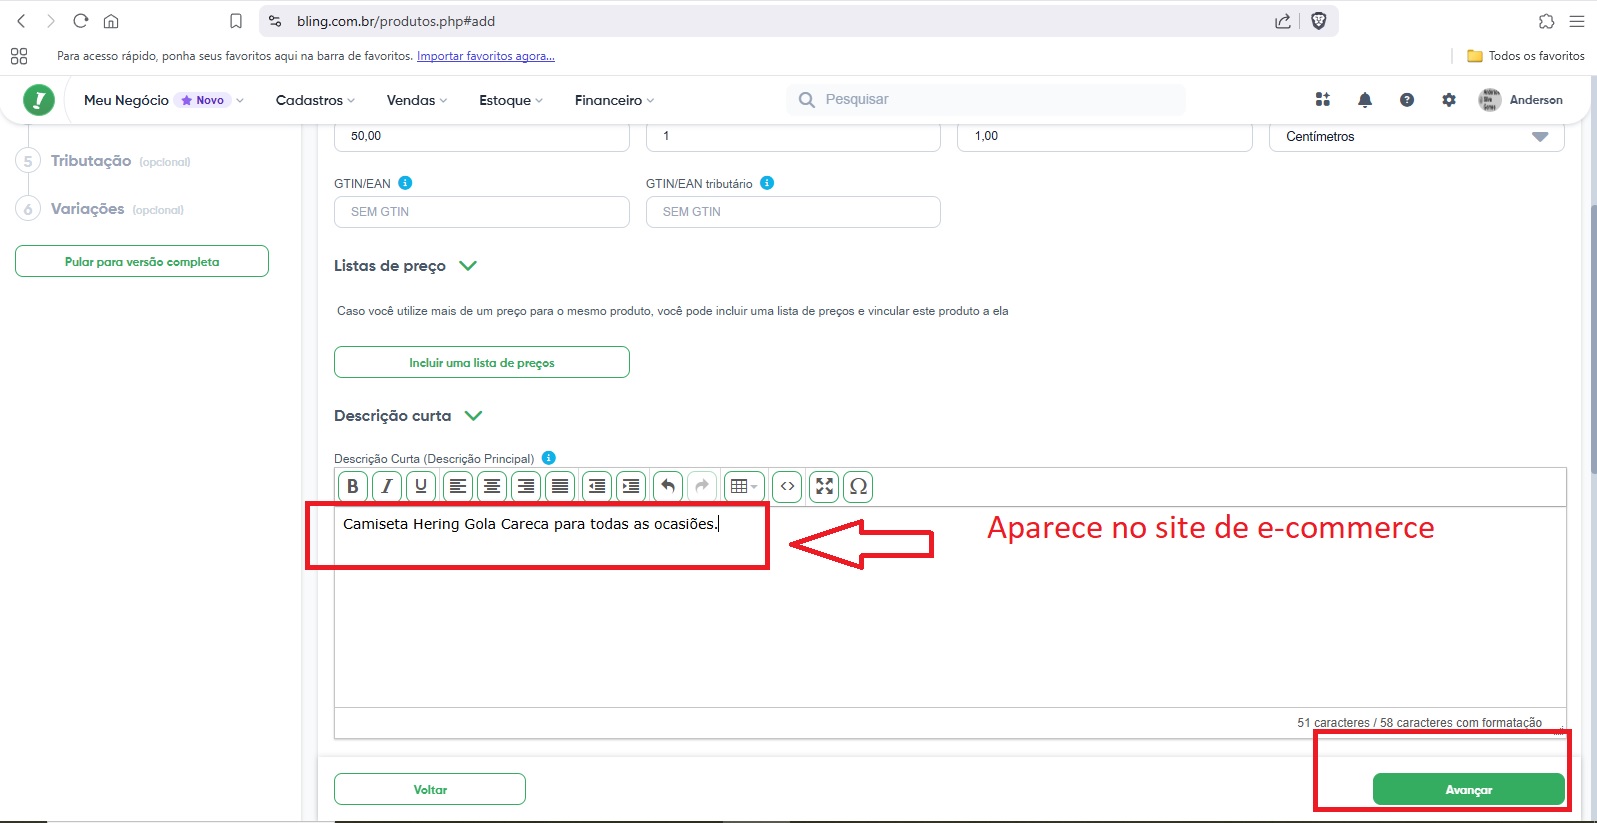 bling.com.br/produtos.php#add
Para acesso rápido, ponha seus favoritos aqui na barra de favoritos. Importar favoritos agora...
Todos os favoritos
Meu Negócio Novo Cadastros Vendas Estoque Financeiro Pesquisar Anderson
50,00 1 1,00 Centímetros
5 Tributação (opcional)
GTIN/EAN GTIN/EAN tributário
6 Variações (opcional)
SEM GTIN SEM GTIN
Pular para versão completa
Listas de preço
Caso você utilize mais de um preço para o mesmo produto, você pode incluir uma lista de preços e vincular este produto a ela
Incluir uma lista de preços
Descrição curta
Descrição Curta (Descrição Principal)
B I U <> Ω
Camiseta Hering Gola Careca para todas as ocasiões.
Aparece no site de e-commerce
51 caracteres / 58 caracteres com formatação
Voltar
Avançar